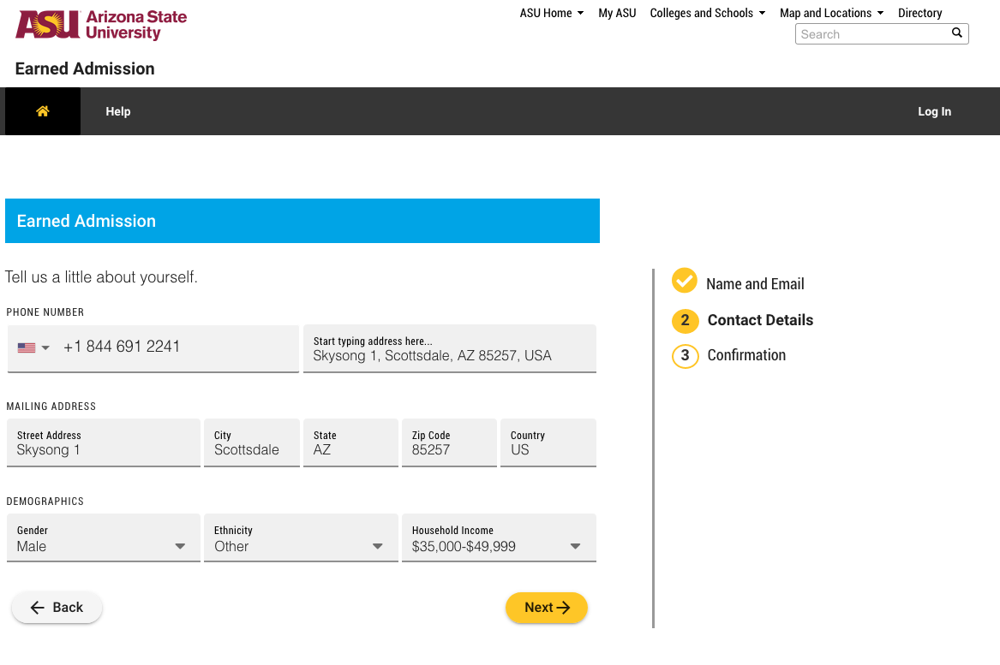 ASU Arizona State University
ASU Home My ASU Colleges and Schools Map and Locations Directory
Search
Earned Admission
Help Log In
Earned Admission
Tell us a little about yourself.
PHONE NUMBER
+1 844 691 2241
Start typing address here...
Skysong 1, Scottsdale, AZ 85257, USA
MAILING ADDRESS
Street Address City State Zip Code Country
Skysong 1 Scottsdale AZ 85257 US
DEMOGRAPHICS
Gender Ethnicity Household Income
Male Other $35,000-$49,999
Back Next
Name and Email
2 Contact Details
3 Confirmation